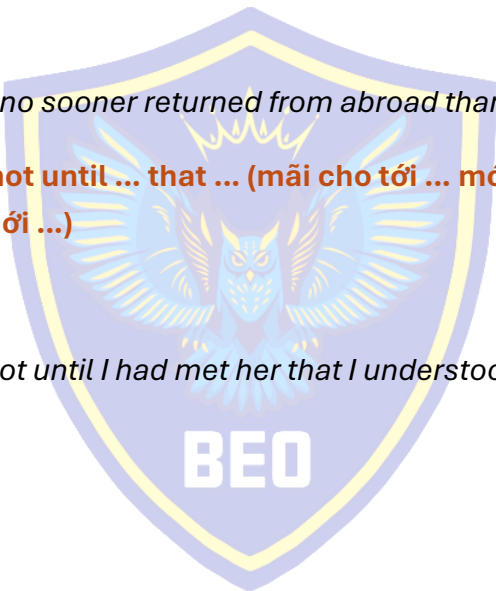 no sooner returned from abroad than
not until ... that ... (mãi cho tới ... mớ
ới ...)
ot until I had met her that I understoo
BEO